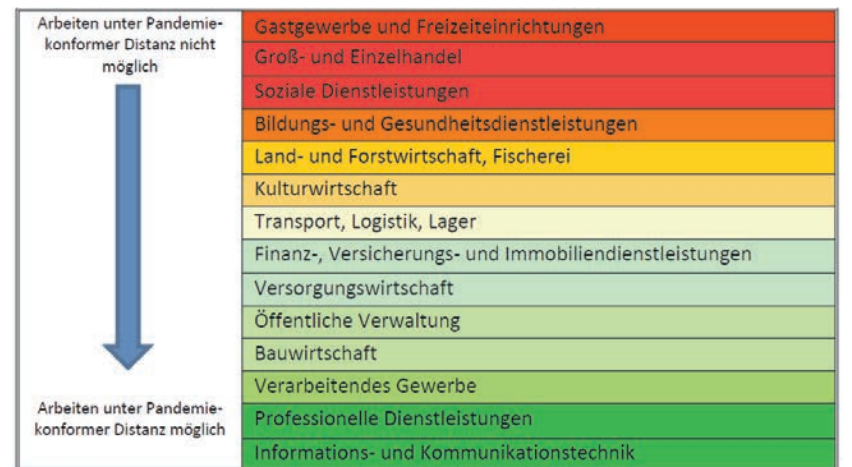 Arbeiten unter Pandemie-
konformer Distanz nicht
möglich
Arbeiten unter Pandemie-
konformer Distanz möglich
Gastgewerbe und Freizeiteinrichtungen
Groß- und Einzelhandel
Soziale Dienstleistungen
Bildungs- und Gesundheitsdienstleistungen
Land- und Forstwirtschaft, Fischerei
Kulturwirtschaft
Transport, Logistik, Lager
Finanz-, Versicherungs- und Immobiliendienstleistungen
Versorgungswirtschaft
Öffentliche Verwaltung
Bauwirtschaft
Verarbeitendes Gewerbe
Professionelle Dienstleistungen
Informations- und Kommunikationstechnik